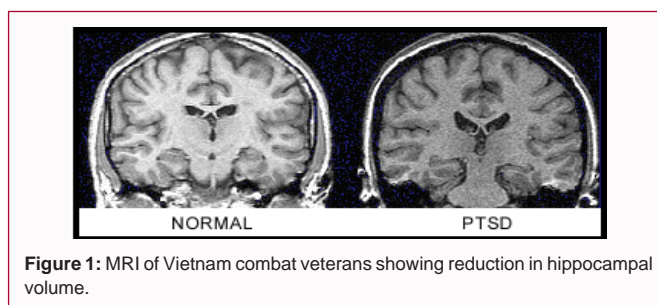 NORMAL
PTSD
Figure 1: MRI of Vietnam combat veterans showing reduction in hippocampal
volume.